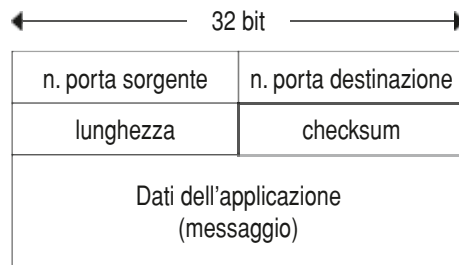 32 bit
n. porta sorgente
n. porta destinazione
lunghezza
checksum
Dati dell'applicazione
(messaggio)